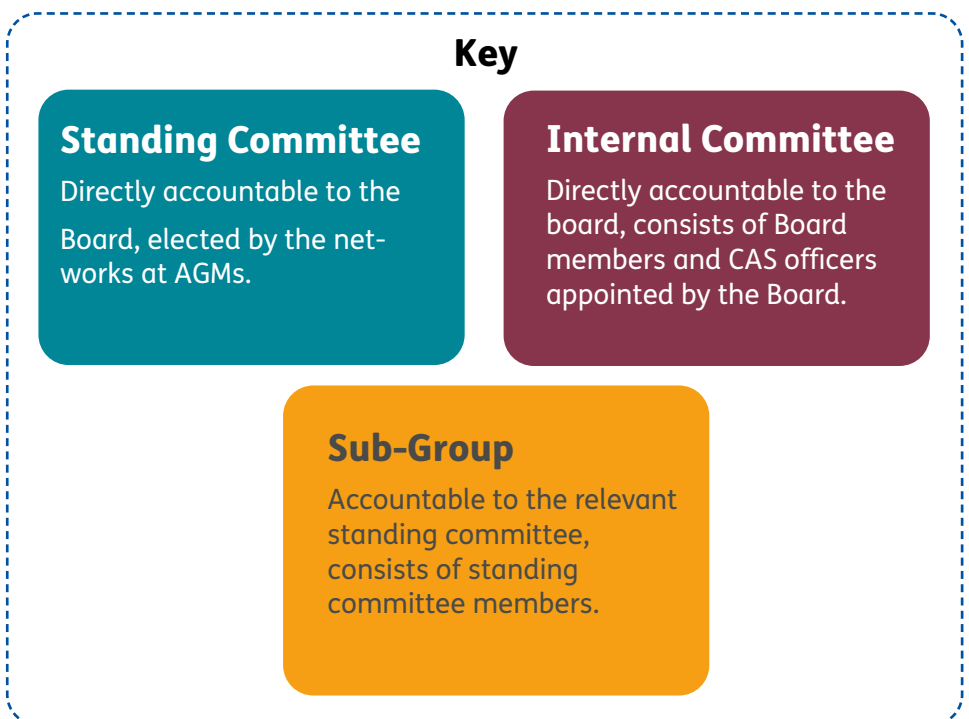 Key
Standing Committee
Directly accountable to the
Board, elected by the net-
works at AGMs.
Internal Committee
Directly accountable to the
board, consists of Board
members and CAS officers
appointed by the Board.
Sub-Group
Accountable to the relevant
standing committee,
consists of standing
committee members.